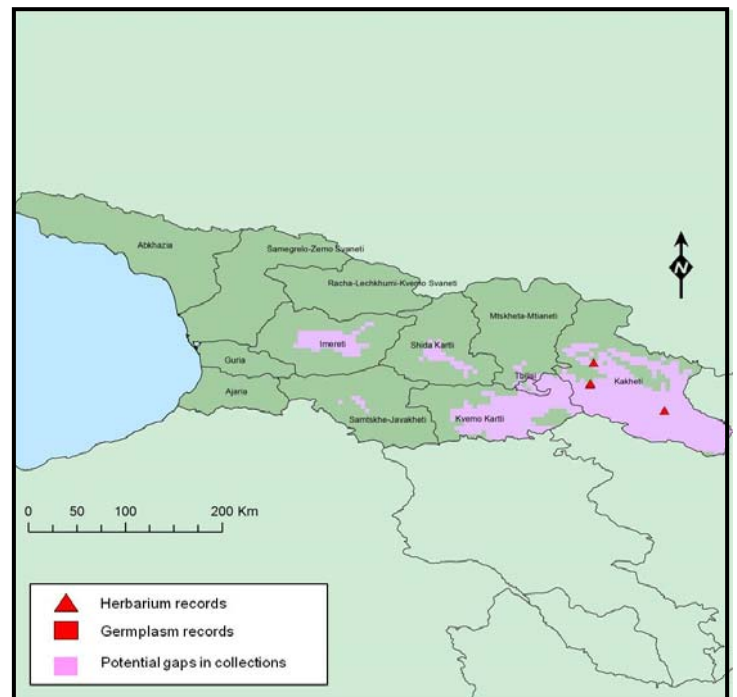 Abkhazia
Samegrelo-Zemo Svaneti
Racha-Lechkhumi-Kvemo Svaneti
Mtskheta-Mtianeti
Imereti
Shida Kartli
Guria
Tbilisi
Kakheti
Ajaria
Samtskhe-Javakheti
Kvemo Kartli
N
0 50 100 200 Km
Herbarium records
Germplasm records
Potential gaps in collections